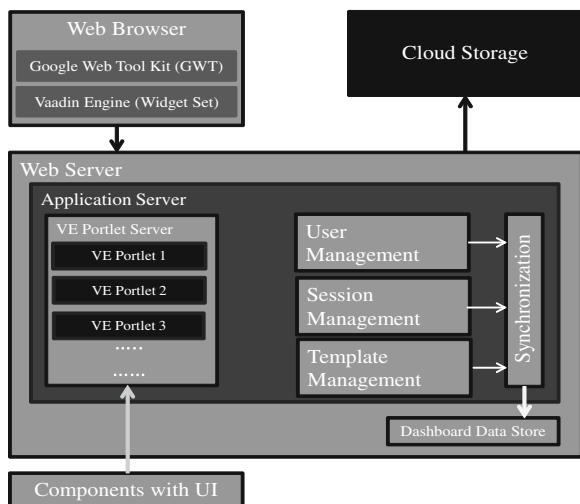 Web Browser
Google Web Tool Kit (GWT)
Vaadin Engine (Widget Set)
Cloud Storage
Web Server
Application Server
VE Portlet Server
VE Portlet 1
VE Portlet 2
VE Portlet 3
.....
......
User
Management
Session
Management
Template
Management
Synchronization
Dashboard Data Store
Components with UI